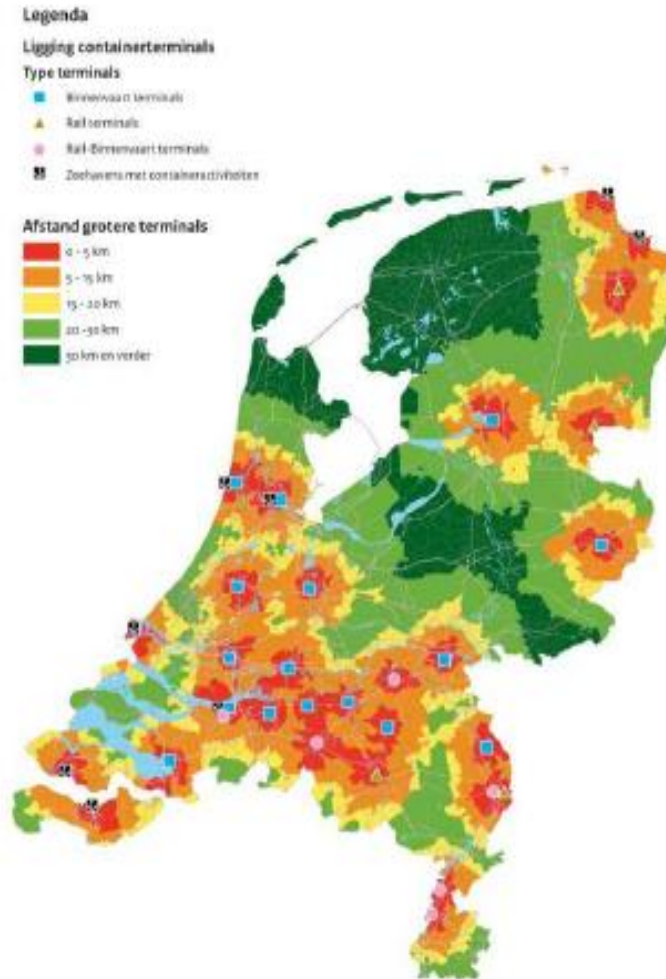 Legenda
Ligging containerterminals
Type terminals
Binnenvaart terminals
Rail terminals
Rail-Binnenvaart terminals
Zeehavens met containeractiviteiten
Afstand grotere terminals
0 - 5 km
5 - 15 km
15 - 20 km
20 -30 km
30 km en verder